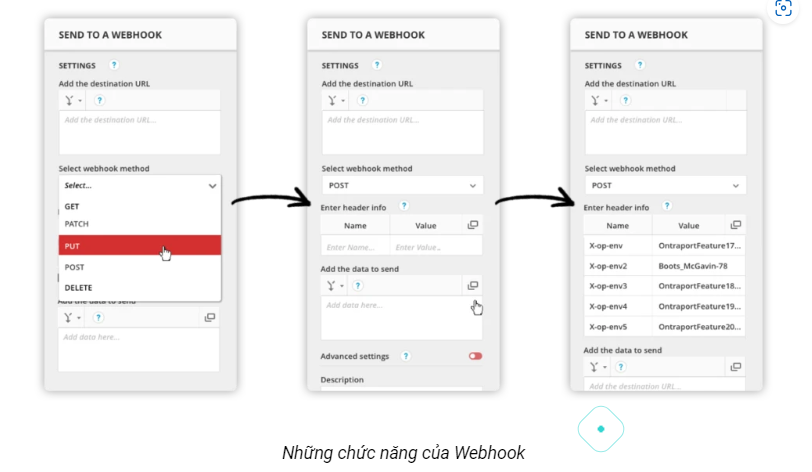 SEND TO A WEBHOOK
SETTINGS ?
Add the destination URL
?
Add the destination URL...
Select webhook method
Select...
GET
PATCH
PUT
POST
DELETE
Add the data to send
?
Add data here...
SEND TO A WEBHOOK
SETTINGS ?
Add the destination URL
?
Add the destination URL...
Select webhook method
POST
Enter header info ?
Name Value
Enter Name... Enter Value..
Add the data to send
?
Add data here...
Advanced settings ?
Description
SEND TO A WEBHOOK
SETTINGS ?
Add the destination URL
?
Add the destination URL...
Select webhook method
POST
Enter header info ?
Name Value
X-op-env OntraportFeature17...
X-op-env2 Boots_McGavin-78
X-op-env3 OntraportFeature18...
X-op-env4 OntraportFeature19...
X-op-env5 OntraportFeature20...
Add the data to send
?
Add the destination URL...
Những chức năng của Webhook